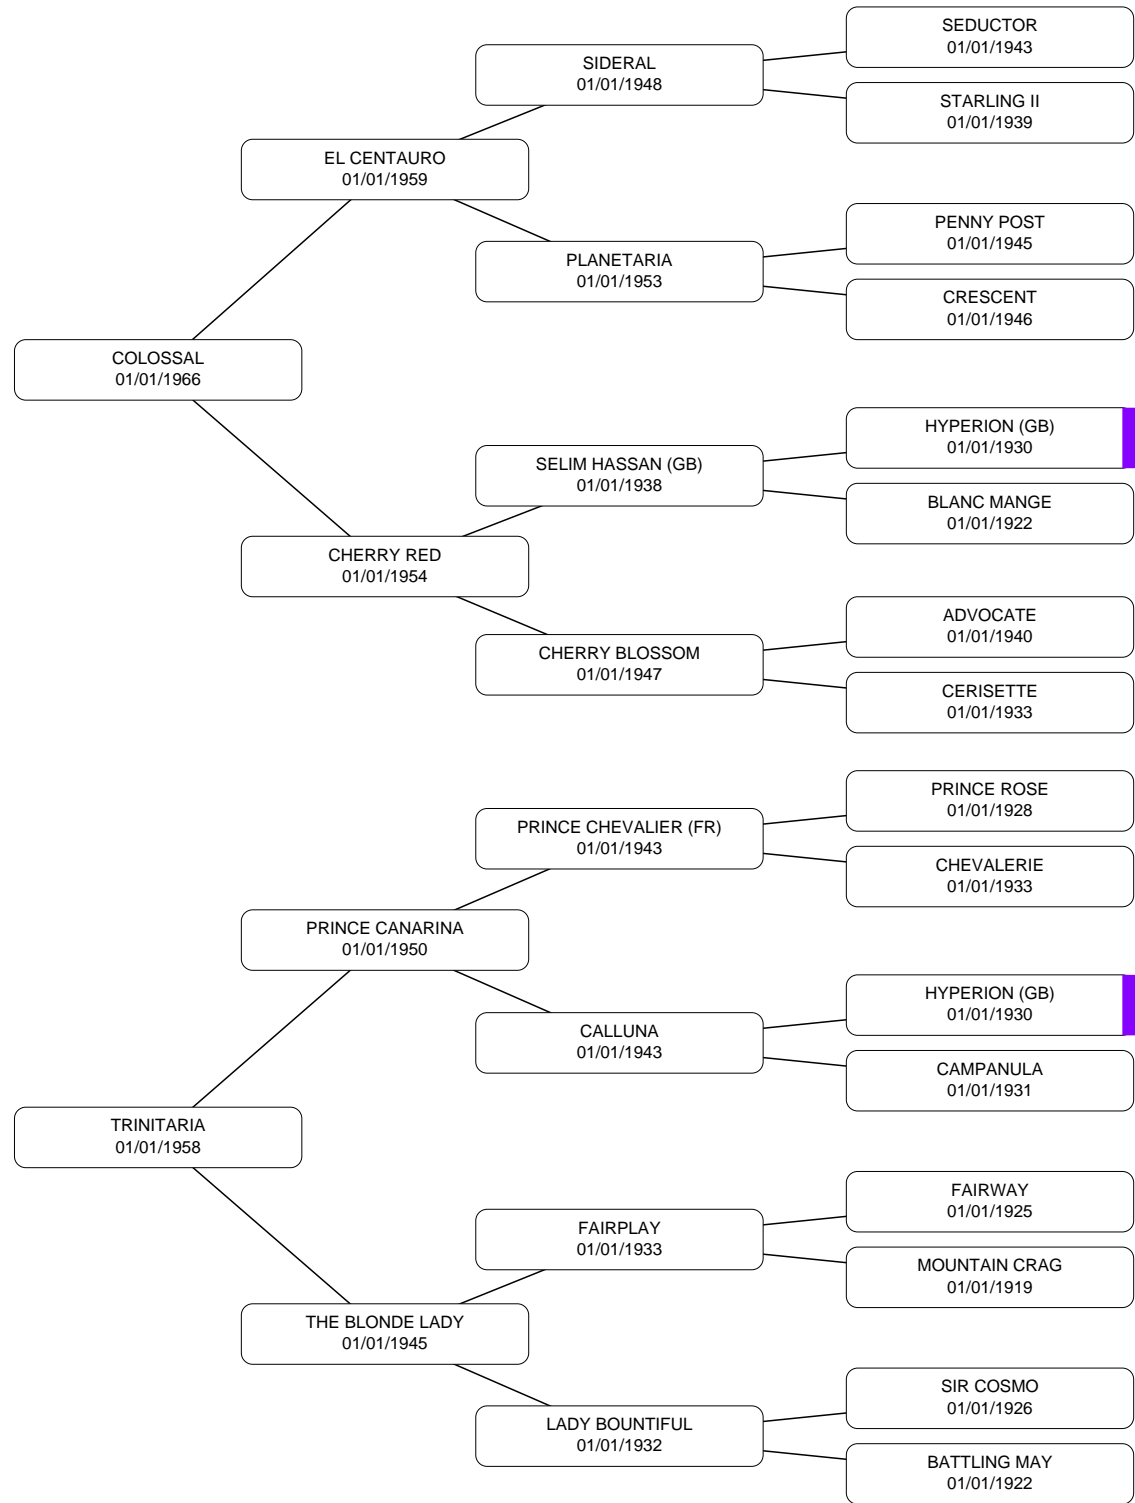 SEDUCTOR
01/01/1943
SIDERAL
01/01/1948
STARLING II
01/01/1939
EL CENTAURO
01/01/1959
PENNY POST
01/01/1945
PLANETARIA
01/01/1953
CRESCENT
01/01/1946
COLOSSAL
01/01/1966
HYPERION (GB)
01/01/1930
SELIM HASSAN (GB)
01/01/1938
BLANC MANGE
01/01/1922
CHERRY RED
01/01/1954
ADVOCATE
01/01/1940
CHERRY BLOSSOM
01/01/1947
CERISETTE
01/01/1933
PRINCE ROSE
01/01/1928
PRINCE CHEVALIER (FR)
01/01/1943
CHEVALERIE
01/01/1933
PRINCE CANARINA
01/01/1950
HYPERION (GB)
01/01/1930
CALLUNA
01/01/1943
CAMPANULA
01/01/1931
TRINITARIA
01/01/1958
FAIRWAY
01/01/1925
FAIRPLAY
01/01/1933
MOUNTAIN CRAG
01/01/1919
THE BLONDE LADY
01/01/1945
SIR COSMO
01/01/1926
LADY BOUNTIFUL
01/01/1932
BATTLING MAY
01/01/1922